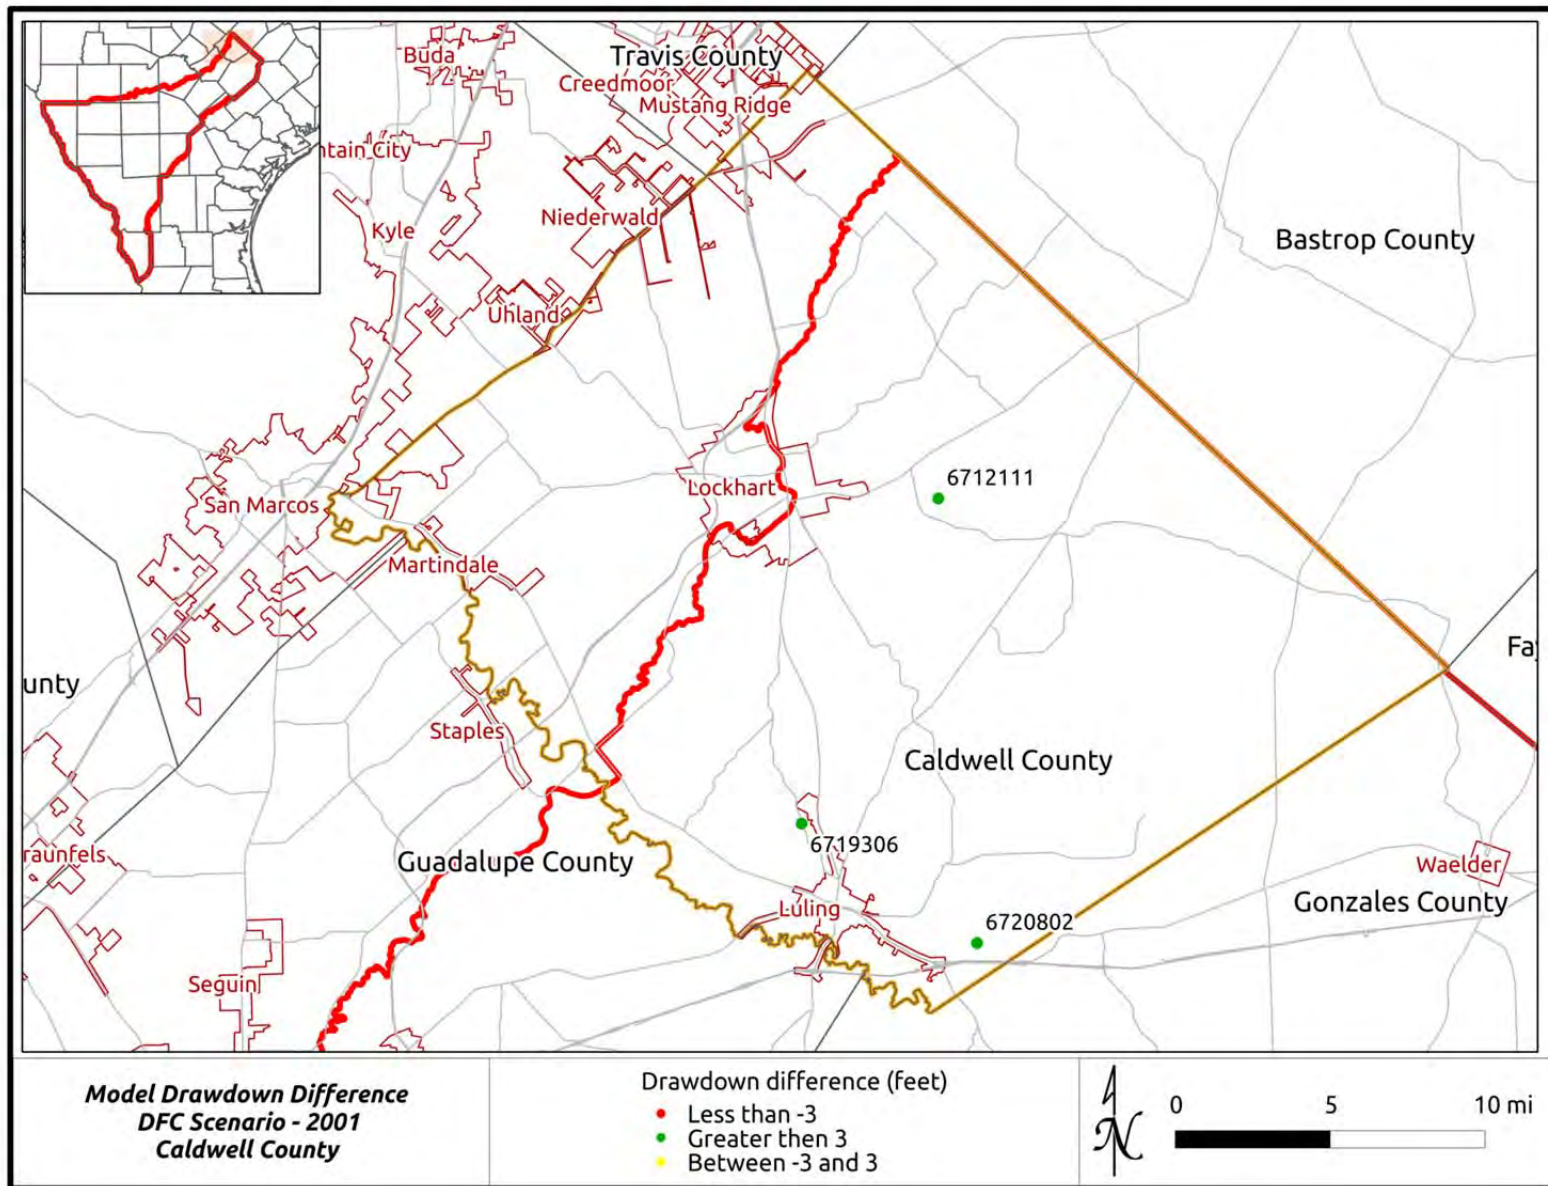 Buda
Travis County
Creedmoor
Mustang Ridge
ntain City
Niederwald
Kyle
Bastrop County
Uhland
6712111
Lockhart
San Marcos
Martindale
Fa
unty
Staples
Caldwell County
6719306
raunfels
Guadalupe County
Waelder
Gonzales County
Luling
6720802
Seguin
Model Drawdown Difference
DFC Scenario - 2001
Caldwell County
Drawdown difference (feet)
Less than -3
Greater then 3
Between -3 and 3
N
0 5 10 mi